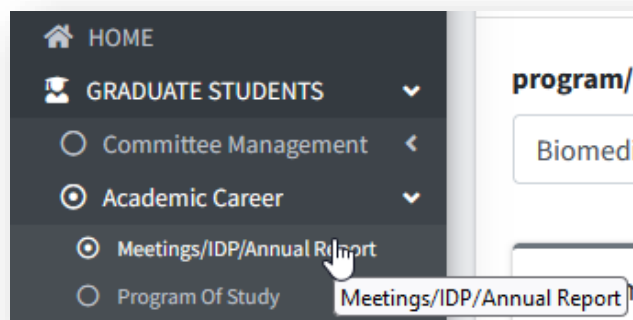 HOME
GRADUATE STUDENTS
Committee Management
Academic Career
Meetings/IDP/Annual Report
Program Of Study
Meetings/IDP/Annual Report
program/
Biomedi